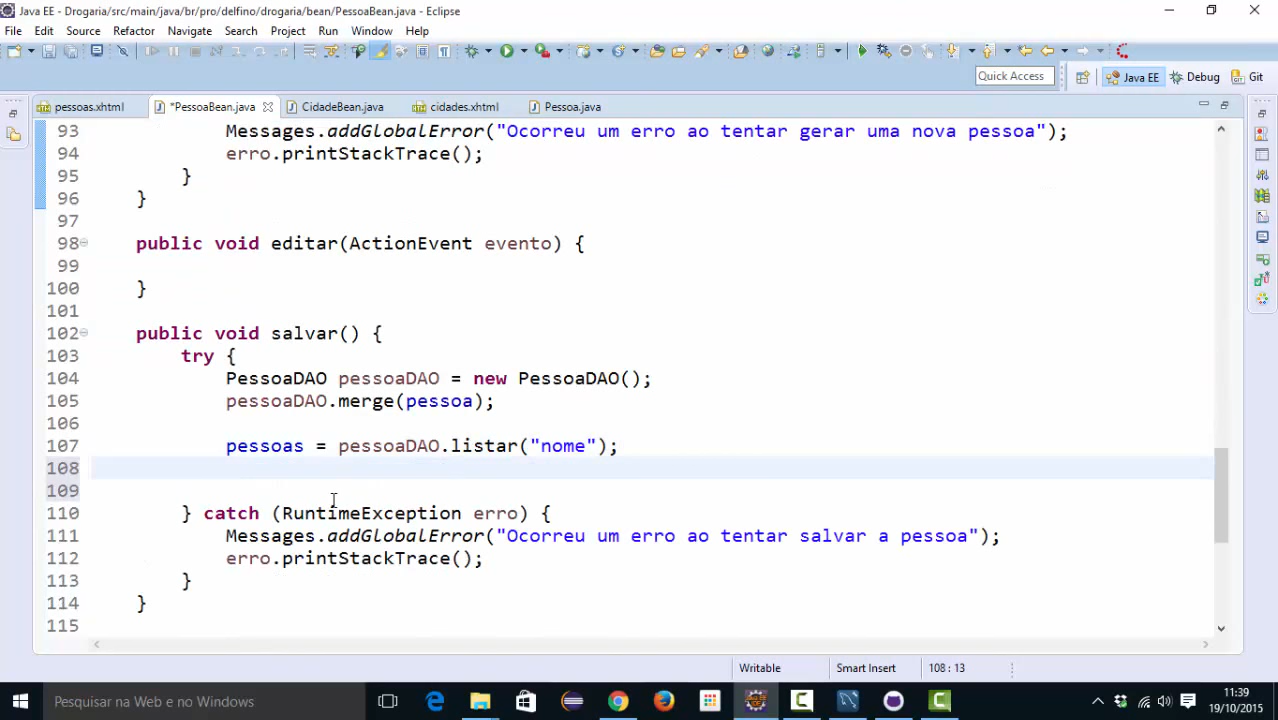 Java EE - Drogaria/src/main/java/br/pro/delfino/drogaria/bean/PessoaBean.java - Eclipse
File Edit Source Refactor Navigate Search Project Run Window Help
Quick Access Java EE Debug Git
pessoas.xhtml *PessoaBean.java CidadeBean.java cidades.xhtml Pessoa.java
93 Messages.addGlobalError("Ocorreu um erro ao tentar gerar uma nova pessoa");
94 erro.printStackTrace();
95 }
96 }
97
98 public void editar(ActionEvent evento) {
99
100 }
101
102 public void salvar() {
103 try {
104 PessoaDAO pessoaDAO = new PessoaDAO();
105 pessoaDAO.merge(pessoa);
106
107 pessoas = pessoaDAO.listar("nome");
108
109
110 } catch (RuntimeException erro) {
111 Messages.addGlobalError("Ocorreu um erro ao tentar salvar a pessoa");
112 erro.printStackTrace();
113 }
114 }
115
Writable Smart Insert 108 : 13
Pesquisar na Web e no Windows
11:39
19/10/2015